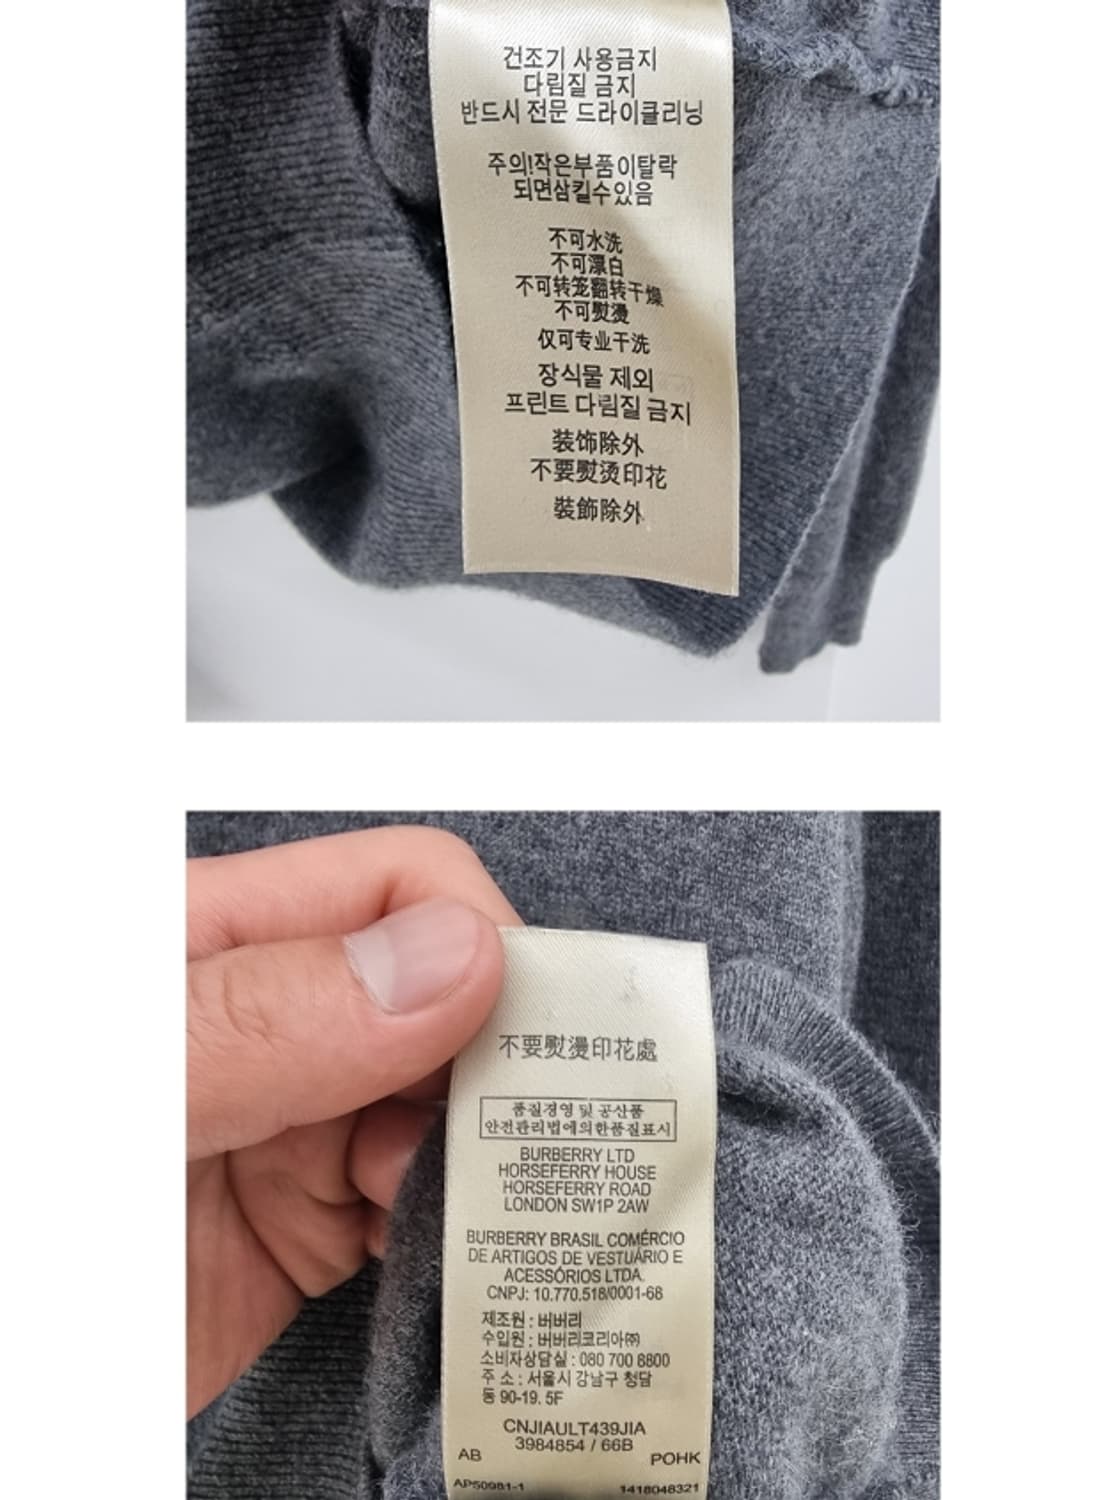 건조기 사용금지
다림질 금지
반드시 전문 드라이클리닝
주의!작은부품이탈락
되면삼킬수있음
不可水洗
不可漂白
不可转笼翻转干燥
不可熨燙
仅可专业干洗
장식물 제외
프린트 다림질 금지
装饰除外
不要熨烫印花
裝飾除外
不要熨燙印花處
품질경영 및 공산품
안전관리법에의한품질표시
BURBERRY LTD
HORSEFERRY HOUSE
HORSEFERRY ROAD
LONDON SW1P 2AW
BURBERRY BRASIL COMÉRCIO
DE ARTIGOS DE VESTUÁRIO E
ACESSÓRIOS LTDA.
CNPJ: 10.770.518/0001-68
제조원 : 버버리
수입원 : 버버리코리아㈜
소비자상담실 : 080 700 8800
주 소 : 서울시 강남구 청담
동 90-19. 5F
CNJIAULT439JIA
3984854 / 66B
AB POHK
AP50981-1 1418048321